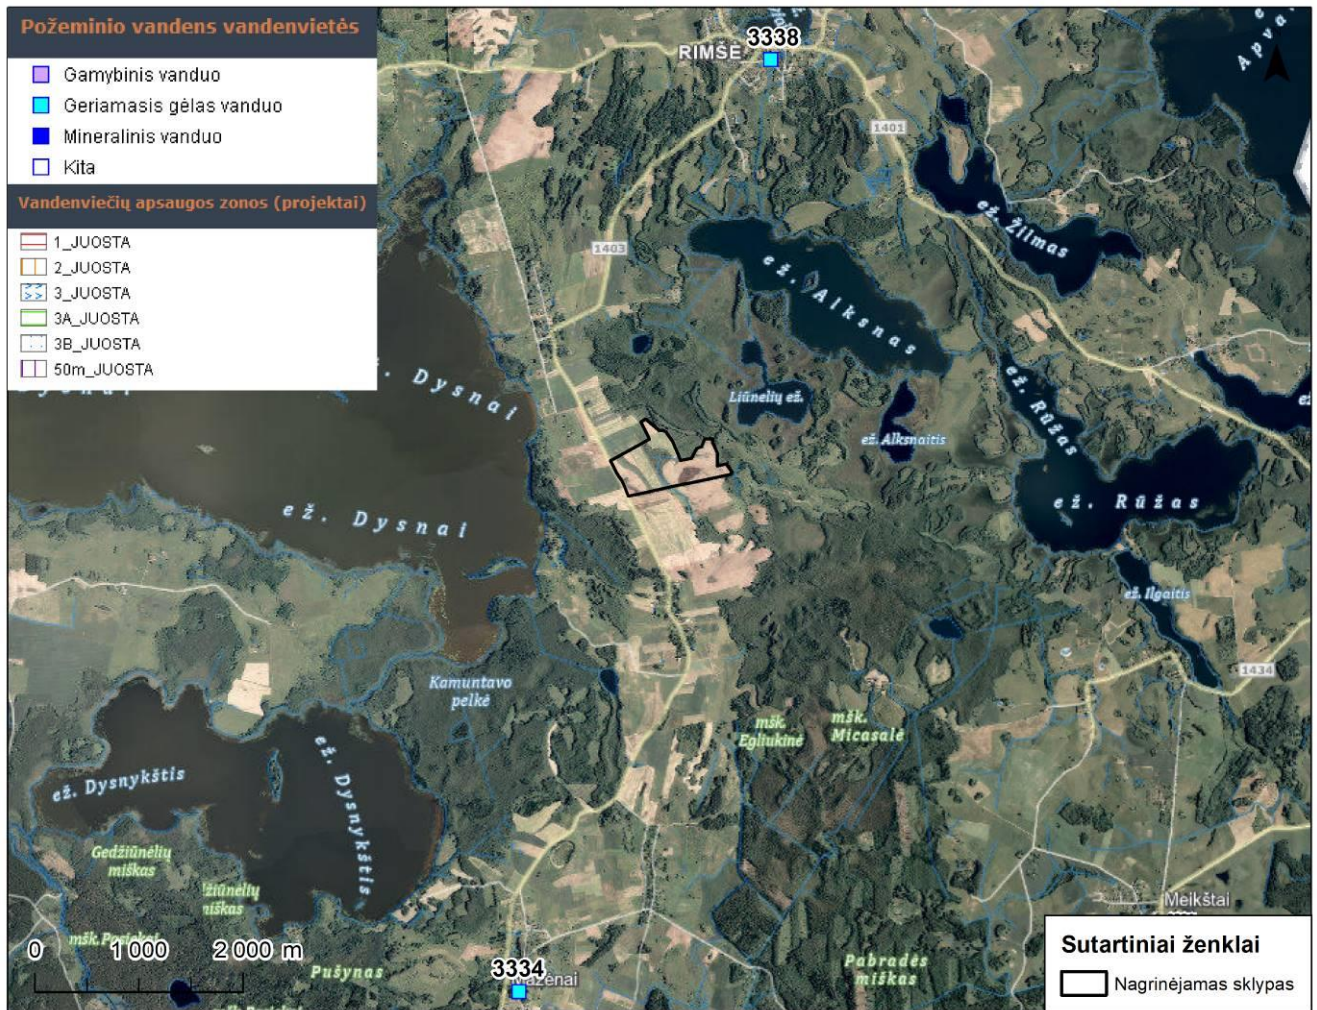 Požeminio vandens vandenvietės
Gamybinis vanduo
Geriamasis gėlas vanduo
Mineralinis vanduo
Kita
Vandenviečių apsaugos zonos (projektai)
1_JUOSTA
2_JUOSTA
3_JUOSTA
3A_JUOSTA
3B_JUOSTA
50m_JUOSTA
RIMŠĖ
3338
1401
1403
ež. Žilmas
ež. Alksnas
Dysnai
Liūnelių ež.
ež. Alksnaitis
ež. Rūžas
ež. Rūžas
ež. Dysnai
ež. Ilgaitis
1434
Kamuntavo
pelkė
mšk.
Egliukinė
mšk.
Micasalė
ež. Dysnykštis
ež. Dysnykštis
Gedžiūnėlių
miškas
Meikštai
Pabradės
miškas
Pušynas
3334
0 1 000 2 000 m
Sutartiniai ženklai
Nagrinėjamas sklypas